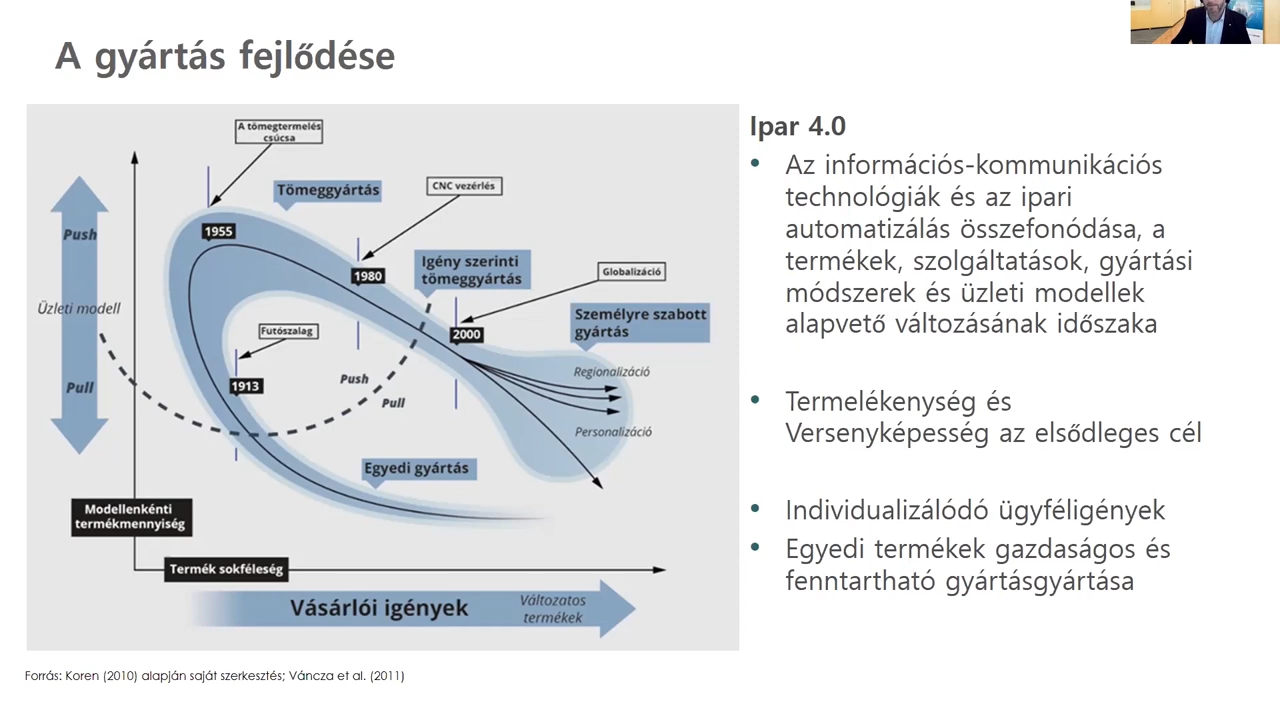 A gyártás fejlődése
A tömegtermelés
csúcsa
Tömeggyártás
CNC vezérlés
Push
1955
1980
Igény szerinti
tömeggyártás
Globalizáció
Üzleti modell
Futószalag
2000
Személyre szabott
gyártás
Pull
1913
Push
Pull
Regionalizáció
Personalizáció
Egyedi gyártás
Modellenkénti
termékmennyiség
Termék sokféleség
Vásárlói igények
Változatos
termékek
Ipar 4.0
• Az információs-kommunikációs
technológiák és az ipari
automatizálás összefonódása, a
termékek, szolgáltatások, gyártási
módszerek és üzleti modellek
alapvető változásának időszaka
• Termelékenység és
Versenyképesség az elsődleges cél
• Individualizálódó ügyféligények
• Egyedi termékek gazdaságos és
fenntartható gyártásgyártása
Forrás: Koren (2010) alapján saját szerkesztés; Váncza et al. (2011)